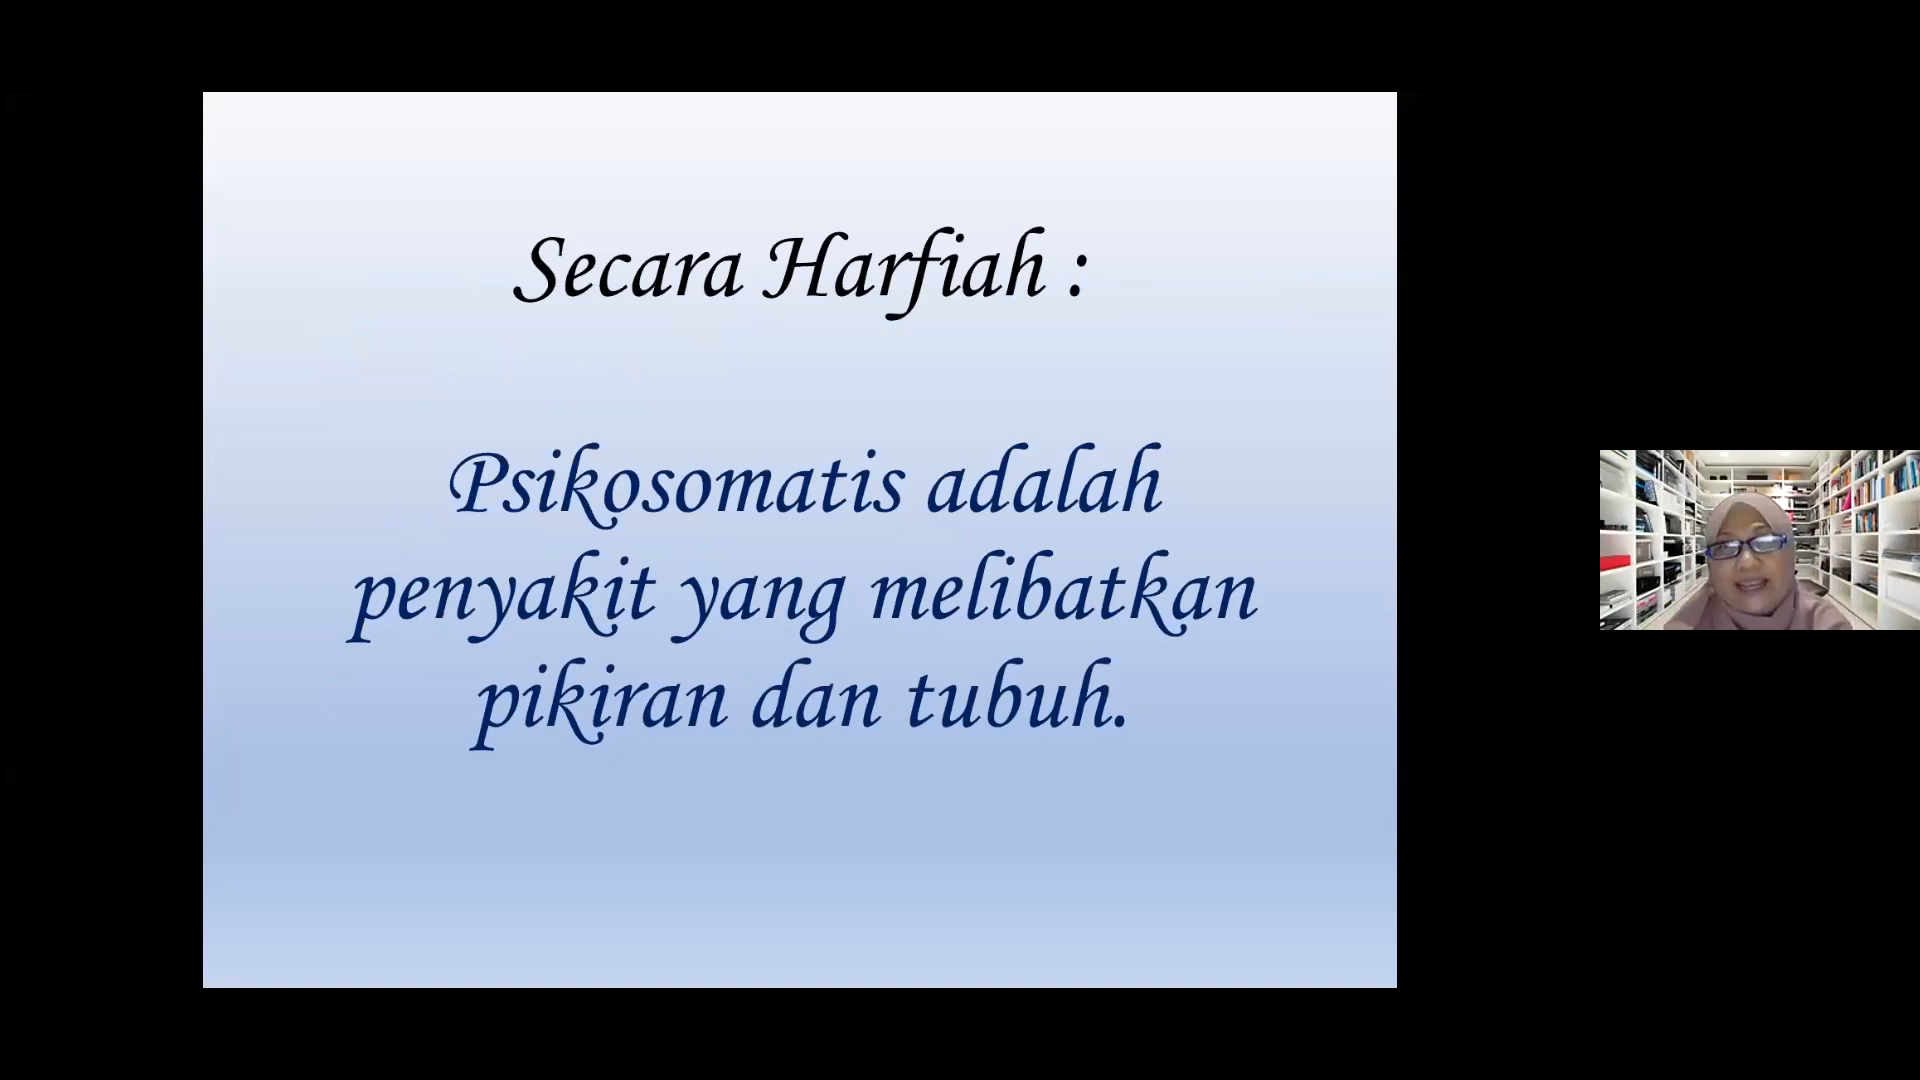 Secara Harfiah :
Psikosomatis adalah
penyakit yang melibatkan
pikiran dan tubuh.